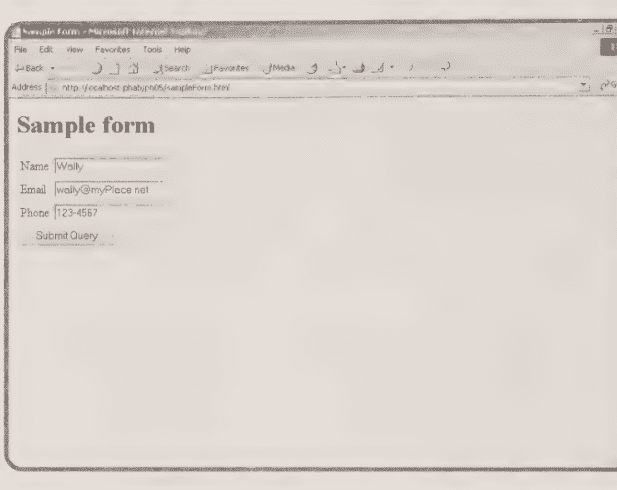 Sample Form - Microsoft Internet
File Edit View Favorites Tools Help
Back Search Favorites Media
Address http://localhost/phab/ph05/sampleForm.html
Sample form
Name Wally
Email wally@myPlace.net
Phone 123-4567
Submit Query